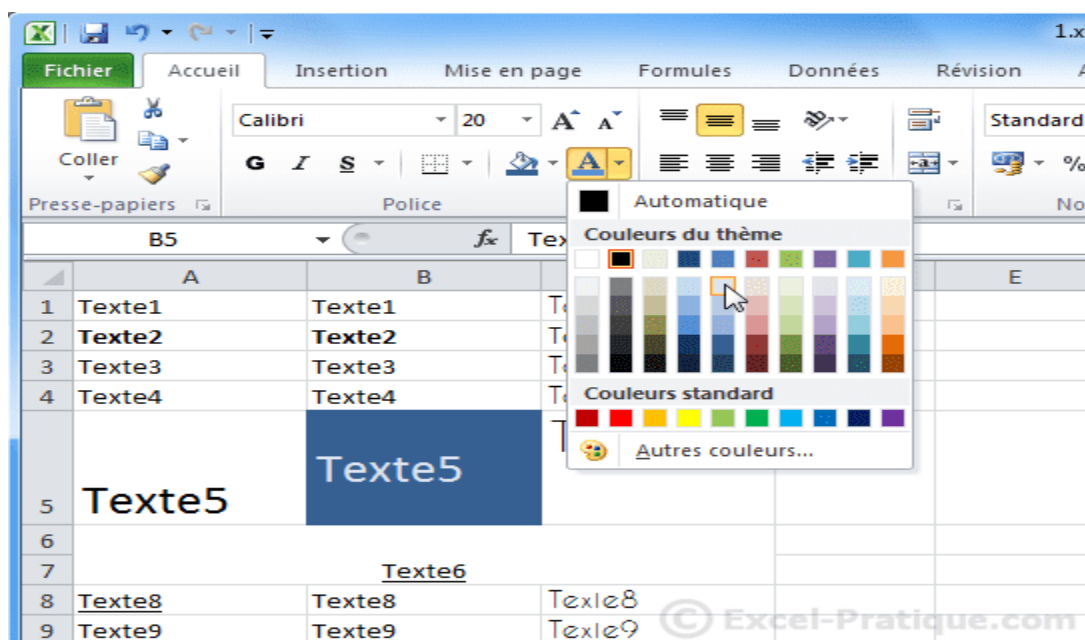 1.x
Fichier Accueil Insertion Mise en page Formules Données Révision
Calibri 20 A A Standard
Coller
G I S A %
Presse-papiers Police
Automatique
B5 fx
Couleurs du thème
A B E
1 Texte1 Texte1
2 Texte2 Texte2
3 Texte3 Texte3
4 Texte4 Texte4
Couleurs standard
Autres couleurs...
5 Texte5 Texte5
6
7 Texte6
8 Texte8 Texte8 Texte8
9 Texte9 Texte9 Texte9
© Excel-Pratique.com